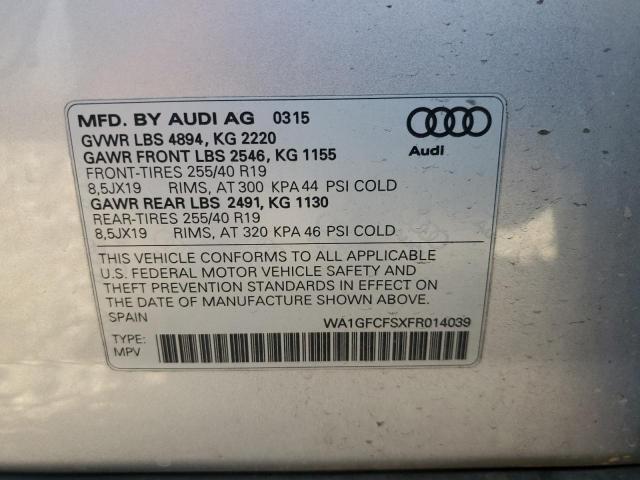 MFD. BY AUDI AG 0315
GVWR LBS 4894, KG 2220
GAWR FRONT LBS 2546, KG 1155
FRONT-TIRES 255/40 R19
8,5JX19 RIMS, AT 300 KPA 44 PSI COLD
GAWR REAR LBS 2491, KG 1130
REAR-TIRES 255/40 R19
8,5JX19 RIMS, AT 320 KPA 46 PSI COLD
Audi
THIS VEHICLE CONFORMS TO ALL APPLICABLE
U.S. FEDERAL MOTOR VEHICLE SAFETY AND
THEFT PREVENTION STANDARDS IN EFFECT ON
THE DATE OF MANUFACTURE SHOWN ABOVE.
SPAIN WA1GFCFSXFR014039
TYPE:
MPV